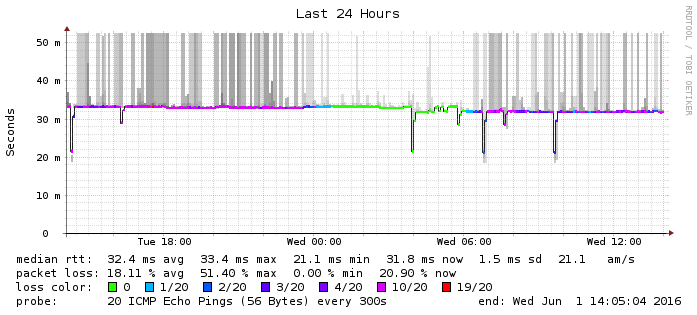 Last 24 Hours
RRDTOOL / TOBI OETIKER
Seconds
50 m
40 m
30 m
20 m
10 m
0
Tue 18:00 Wed 00:00 Wed 06:00 Wed 12:00
median rtt: 32.4 ms avg 33.4 ms max 21.1 ms min 31.8 ms now 1.5 ms sd 21.1 am/s
packet loss: 18.11 % avg 51.40 % max 0.00 % min 20.90 % now
loss color: 0 1/20 2/20 3/20 4/20 10/20 19/20
probe: 20 ICMP Echo Pings (56 Bytes) every 300s end: Wed Jun 1 14:05:04 2016